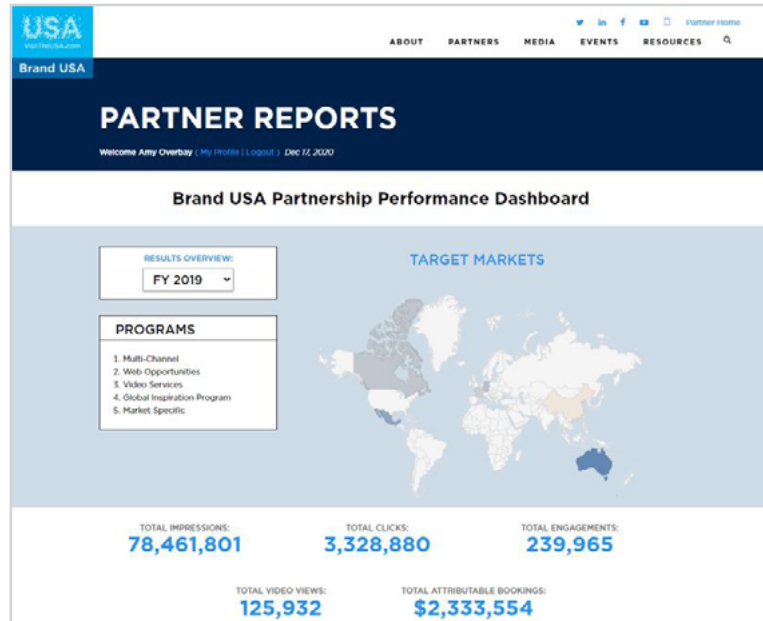 USA
VisitTheUSA.com
Brand USA
Partner Home
ABOUT PARTNERS MEDIA EVENTS RESOURCES
PARTNER REPORTS
Welcome Amy Overbay ( My Profile | Logout ) Dec 17, 2020
Brand USA Partnership Performance Dashboard
RESULTS OVERVIEW:
FY 2019
TARGET MARKETS
PROGRAMS
1. Multi-Channel
2. Web Opportunities
3. Video Services
4. Global Inspiration Program
5. Market Specific
TOTAL IMPRESSIONS: TOTAL CLICKS: TOTAL ENGAGEMENTS:
78,461,801 3,328,880 239,965
TOTAL VIDEO VIEWS: TOTAL ATTRIBUTABLE BOOKINGS:
125,932 $2,333,554